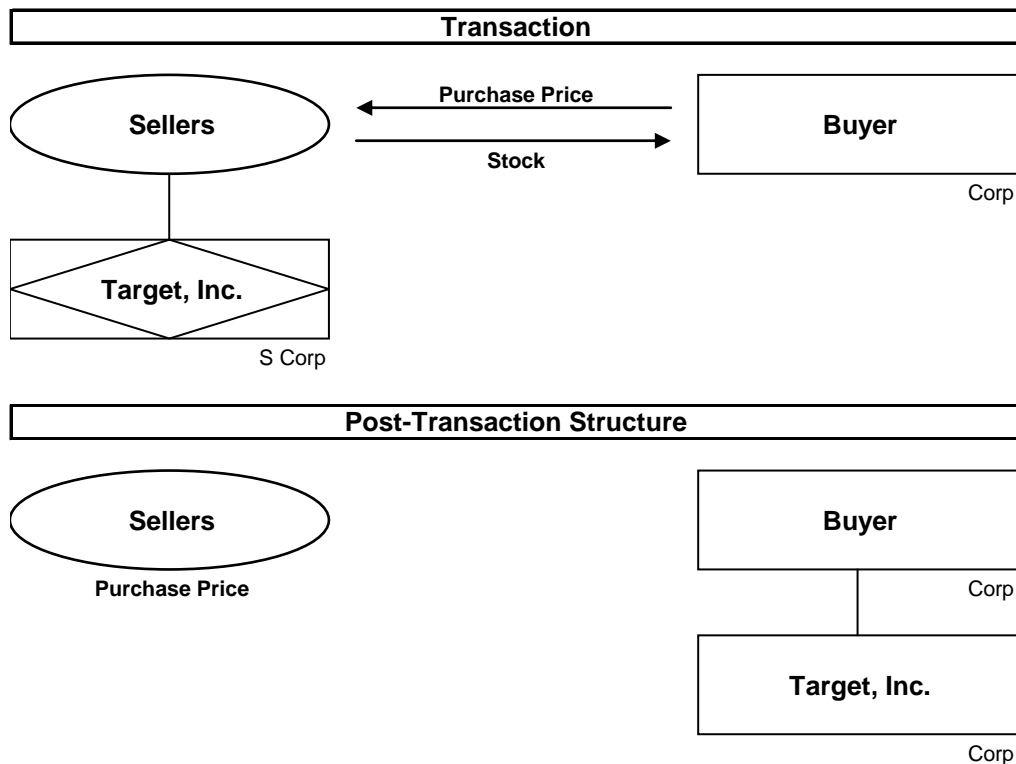 Transaction
Purchase Price
Sellers
Buyer
Stock
Corp
Target, Inc.
S Corp
Post-Transaction Structure
Sellers
Buyer
Purchase Price
Corp
Target, Inc.
Corp